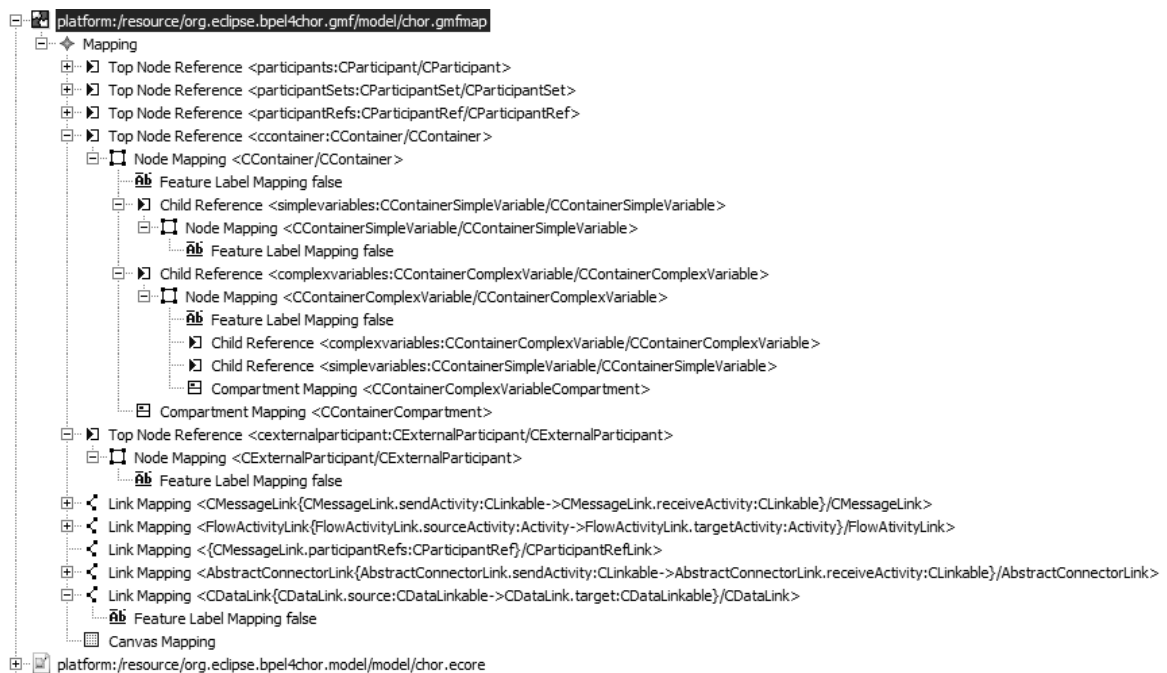 platform:/resource/org.eclipse.bpel4chor.gmf/model/chor.gmfmap
Mapping
Top Node Reference <participants:CParticipant/CParticipant>
Top Node Reference <participantSets:CParticipantSet/CParticipantSet>
Top Node Reference <participantRefs:CParticipantRef/CParticipantRef>
Top Node Reference <ccontainer:CContainer/CContainer>
Node Mapping <CContainer/CContainer>
Ab Feature Label Mapping false
Child Reference <simplevariables:CContainerSimpleVariable/CContainerSimpleVariable>
Node Mapping <CContainerSimpleVariable/CContainerSimpleVariable>
Ab Feature Label Mapping false
Child Reference <complexvariables:CContainerComplexVariable/CContainerComplexVariable>
Node Mapping <CContainerComplexVariable/CContainerComplexVariable>
Ab Feature Label Mapping false
Child Reference <complexvariables:CContainerComplexVariable/CContainerComplexVariable>
Child Reference <simplevariables:CContainerSimpleVariable/CContainerSimpleVariable>
Compartment Mapping <CContainerComplexVariableCompartment>
Compartment Mapping <CContainerCompartment>
Top Node Reference <cexternalparticipant:CExternalParticipant/CExternalParticipant>
Node Mapping <CExternalParticipant/CExternalParticipant>
Ab Feature Label Mapping false
Link Mapping <CMessageLink{CMessageLink.sendActivity:CLinkable->CMessageLink.receiveActivity:CLinkable}/CMessageLink>
Link Mapping <FlowActivityLink{FlowActivityLink.sourceActivity:Activity->FlowActivityLink.targetActivity:Activity}/FlowAtivityLink>
Link Mapping <{CMessageLink.participantRefs:CParticipantRef}/CParticipantRefLink>
Link Mapping <AbstractConnectorLink{AbstractConnectorLink.sendActivity:CLinkable->AbstractConnectorLink.receiveActivity:CLinkable}/AbstractConnectorLink>
Link Mapping <CDataLink{CDataLink.source:CDataLinkable->CDataLink.target:CDataLinkable}/CDataLink>
Ab Feature Label Mapping false
Canvas Mapping
platform:/resource/org.eclipse.bpel4chor.model/model/chor.ecore